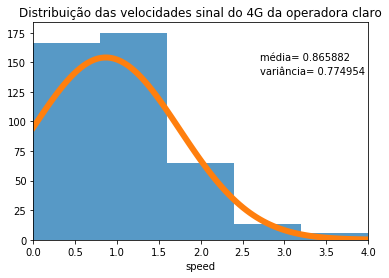 Distribuição das velocidades sinal do 4G da operadora claro
média= 0.865882
variância= 0.774954
175
150
125
100
75
50
25
0
0.0 0.5 1.0 1.5 2.0 2.5 3.0 3.5 4.0
speed